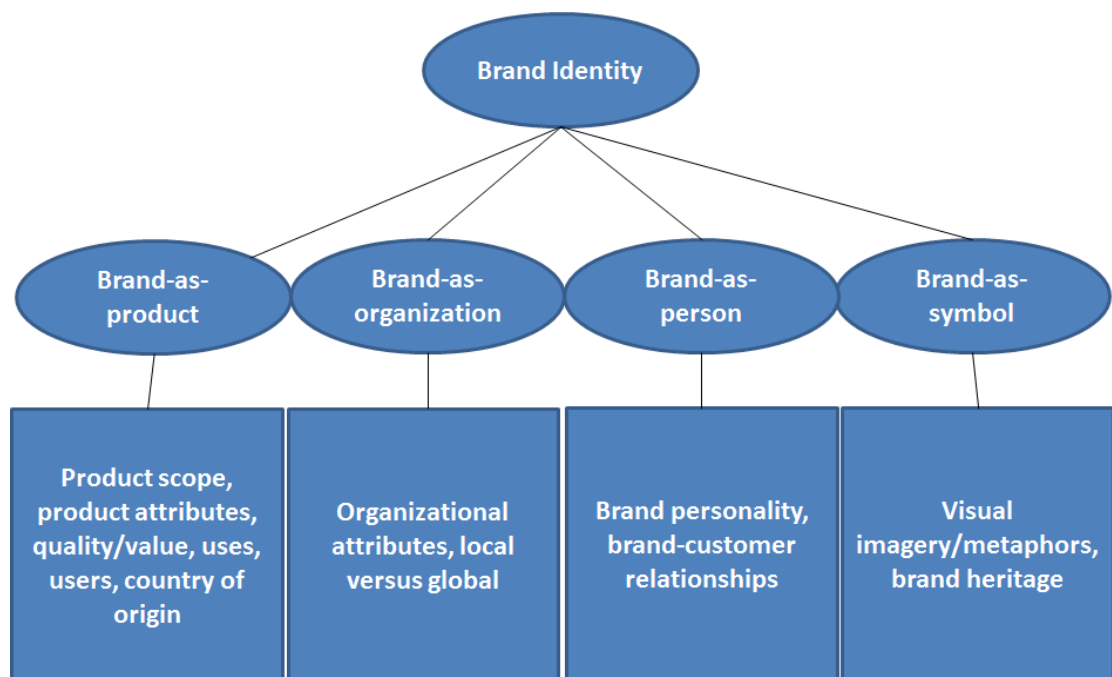 Brand Identity
Brand-as-
product
Brand-as-
organization
Brand-as-
person
Brand-as-
symbol
Product scope,
product attributes,
quality/value, uses,
users, country of
origin
Organizational
attributes, local
versus global
Brand personality,
brand-customer
relationships
Visual
imagery/metaphors,
brand heritage